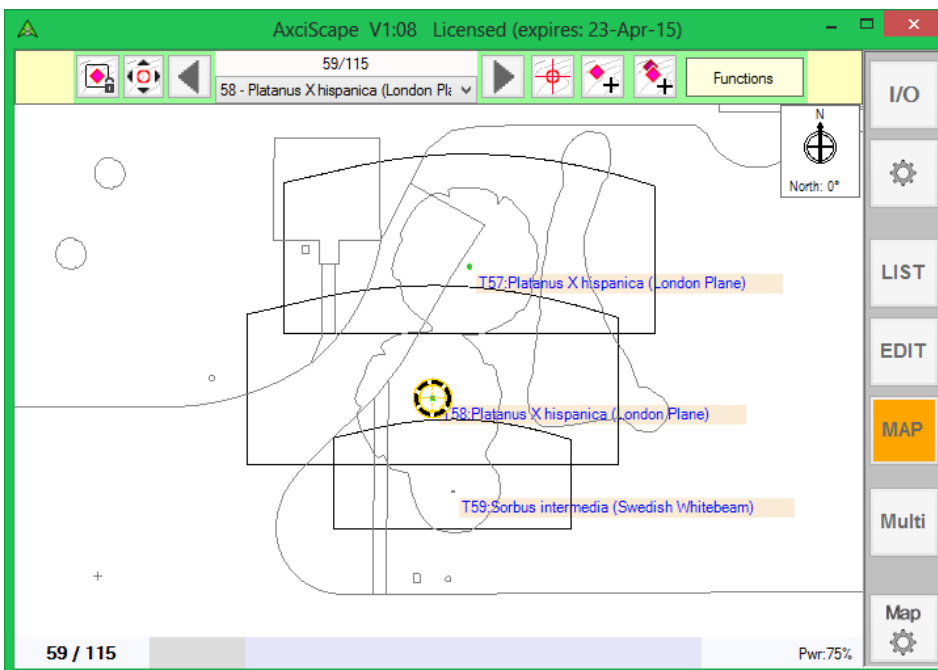 AxciScape V1:08 Licensed (expires: 23-Apr-15)
59/115
58 - Platanus X hispanica (London Pla
Functions
I/O
N
North: 0°
LIST
T57:Platanus X hispanica (London Plane)
EDIT
T58:Platanus X hispanica (London Plane)
MAP
T59:Sorbus intermedia (Swedish Whitebeam)
Multi
Map
59 / 115
Pwr:75%